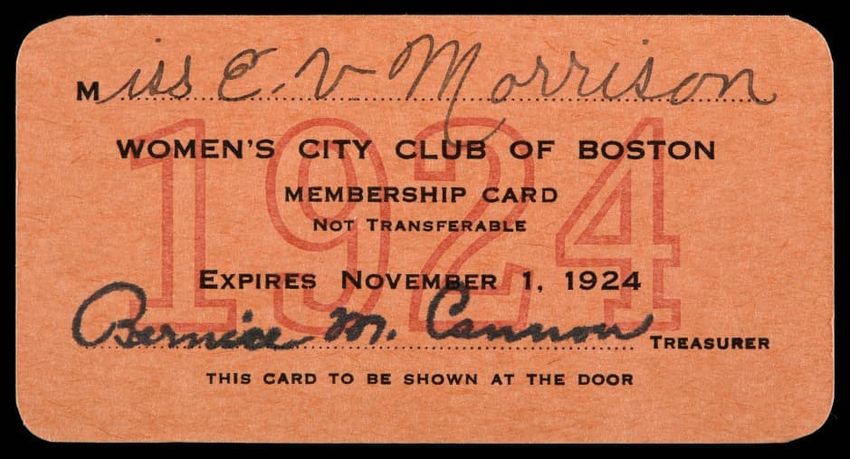 Miss E. V Morrison
1924
WOMEN'S CITY CLUB OF BOSTON
MEMBERSHIP CARD
NOT TRANSFERABLE
EXPIRES NOVEMBER 1, 1924
Bernice M. Cannon TREASURER
THIS CARD TO BE SHOWN AT THE DOOR